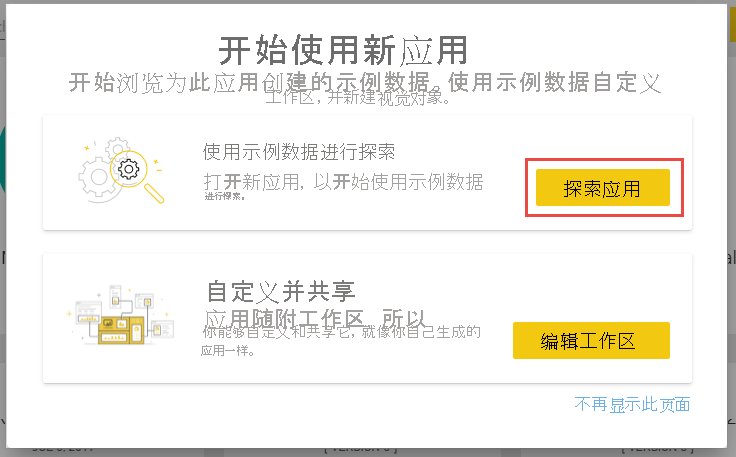 开始使用新应用
开始浏览为此应用创建的示例数据。使用示例数据自定义
工作区，并新建视觉对象。
使用示例数据进行探索
打开新应用，以开始使用示例数据
进行探索。
探索应用
自定义并共享
应用随附工作区 所以
你能够自定义和共享它，就像你自己生成的
应用一样。
编辑工作区
不再显示此页面